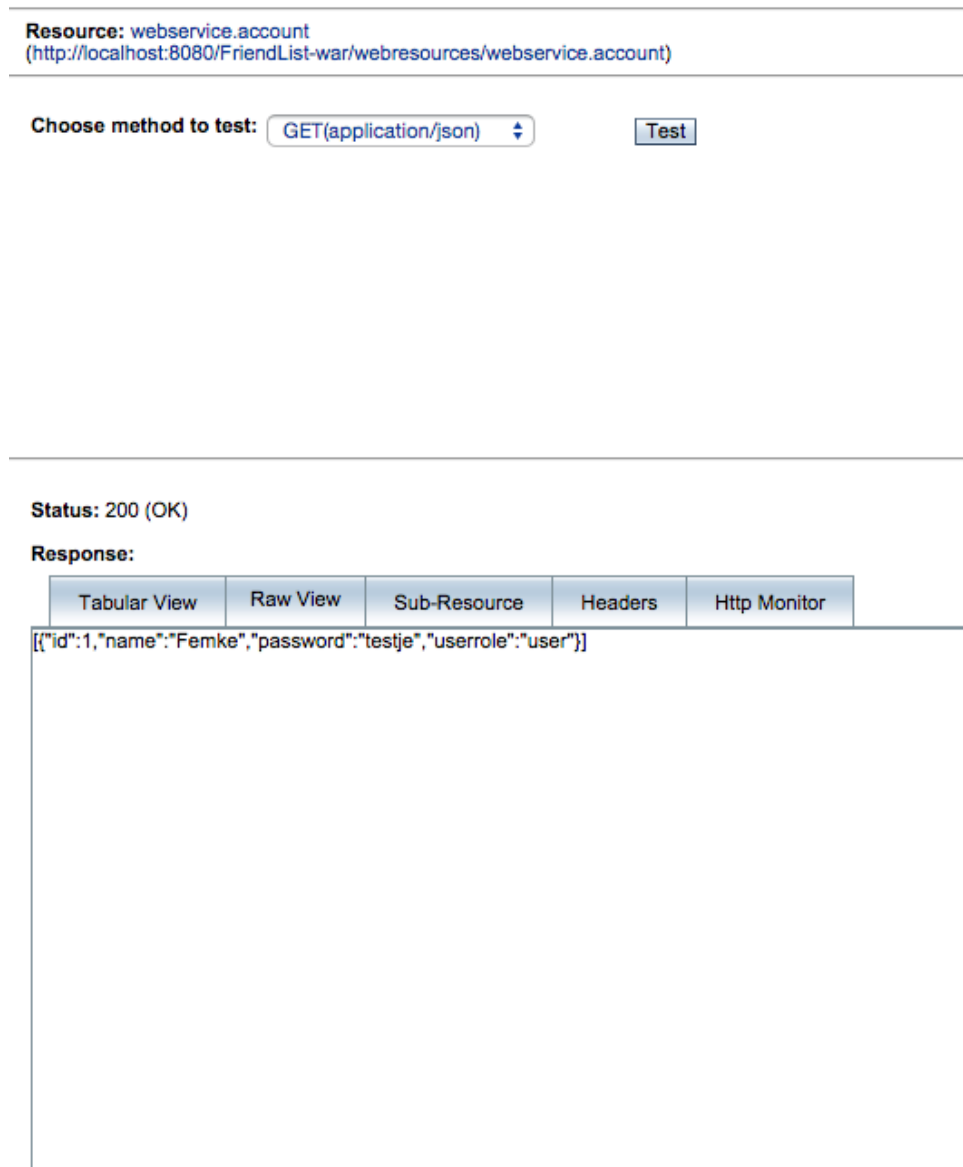 Resource: webservice.account
(http://localhost:8080/FriendList-war/webresources/webservice.account)
Choose method to test: GET(application/json) Test
Status: 200 (OK)
Response:
Tabular View Raw View Sub-Resource Headers Http Monitor
[{"id":1,"name":"Femke","password":"testje","userrole":"user"}]